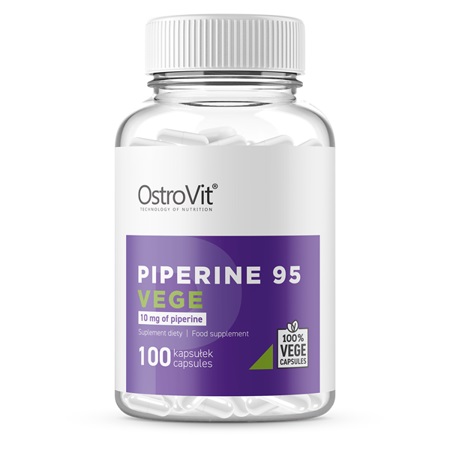 OstroVit®
TECHNOLOGY OF NUTRITION
PIPERINE 95
VEGE
10 mg of piperine
Suplement diety | Food supplement
100 kapsułek
capsules
100%
VEGE
CAPSULES